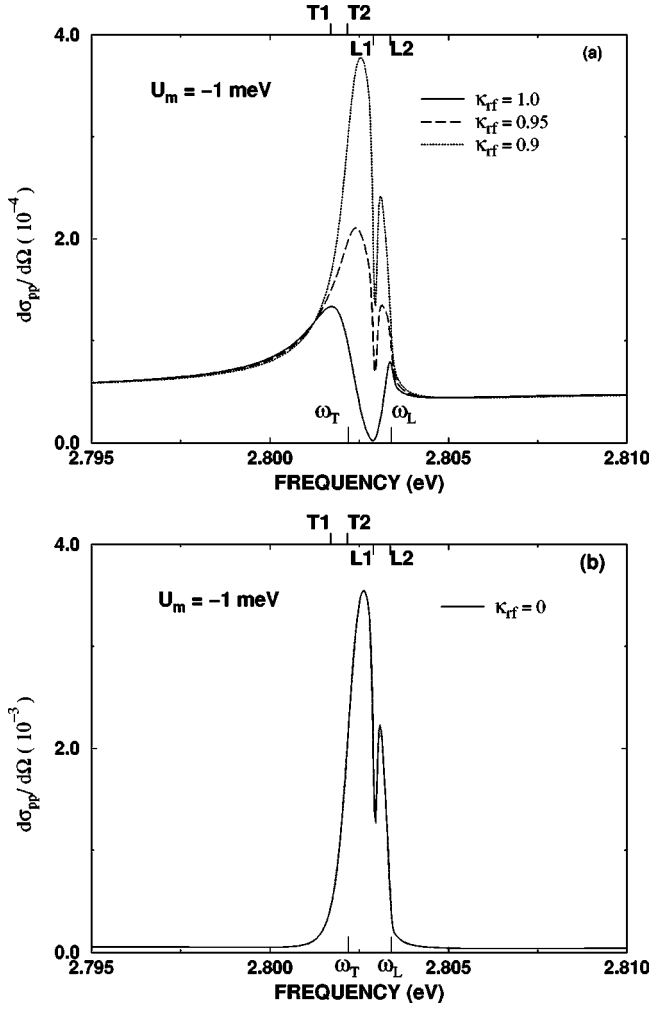 T1 T2
L1 L2
4.0
(a)
U_m = −1 meV
κ_rf = 1.0
κ_rf = 0.95
κ_rf = 0.9
2.0
dσ_pp/dΩ ( 10^−4 )
ω_T ω_L
0.0
2.795 2.800 2.805 2.810
FREQUENCY (eV)
T1 T2
L1 L2
4.0
(b)
U_m = −1 meV
κ_rf = 0
2.0
dσ_pp/dΩ ( 10^−3 )
0.0
2.795 2.800 ω_T ω_L 2.805 2.810
FREQUENCY (eV)